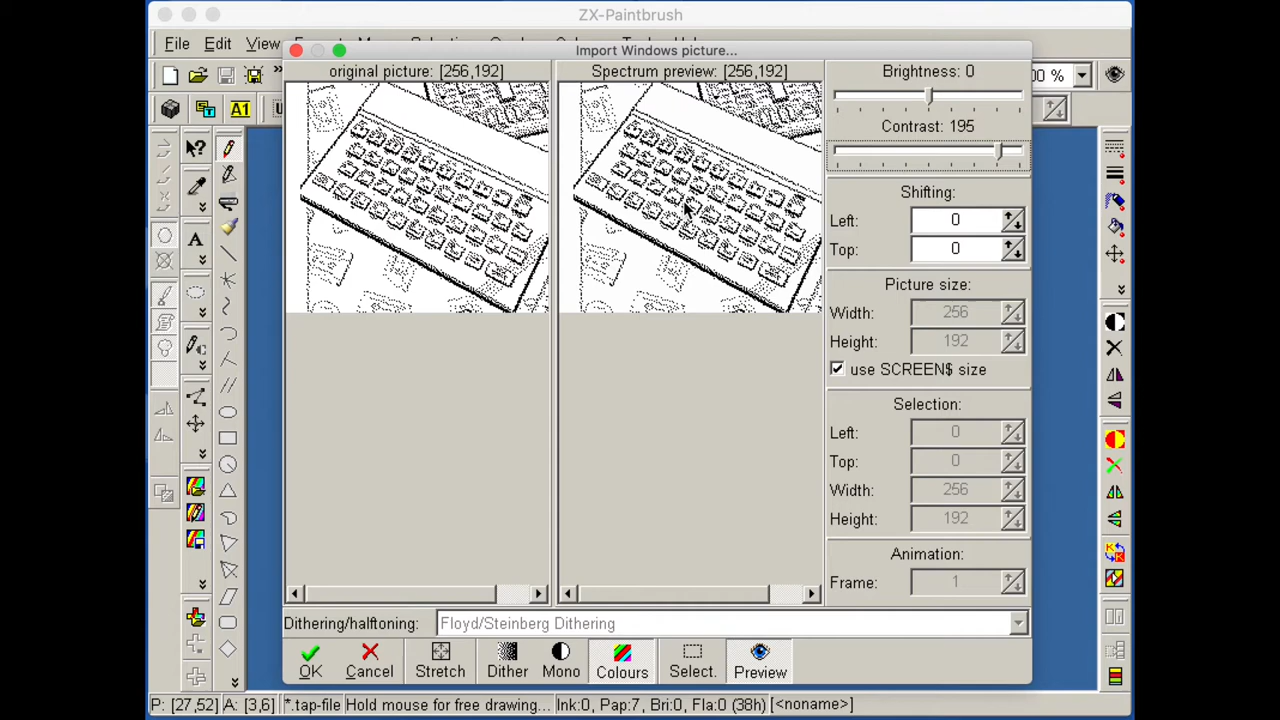 ZX-Paintbrush
File Edit View
Import Windows picture...
original picture: [256,192]
Spectrum preview: [256,192]
Brightness: 0
00 %
A1
Contrast: 195
Shifting:
Left: 0
Top: 0
Picture size:
Width: 256
Height: 192
use SCREEN$ size
Selection:
Left: 0
Top: 0
Width: 256
Height: 192
Animation:
Frame: 1
Dithering/halftoning: Floyd/Steinberg Dithering
OK Cancel Stretch Dither Mono Colours Select. Preview
P: [27,52] A: [3,6] *.tap-file Hold mouse for free drawing... Ink:0, Pap:7, Bri:0, Fla:0 (38h) [<noname>]